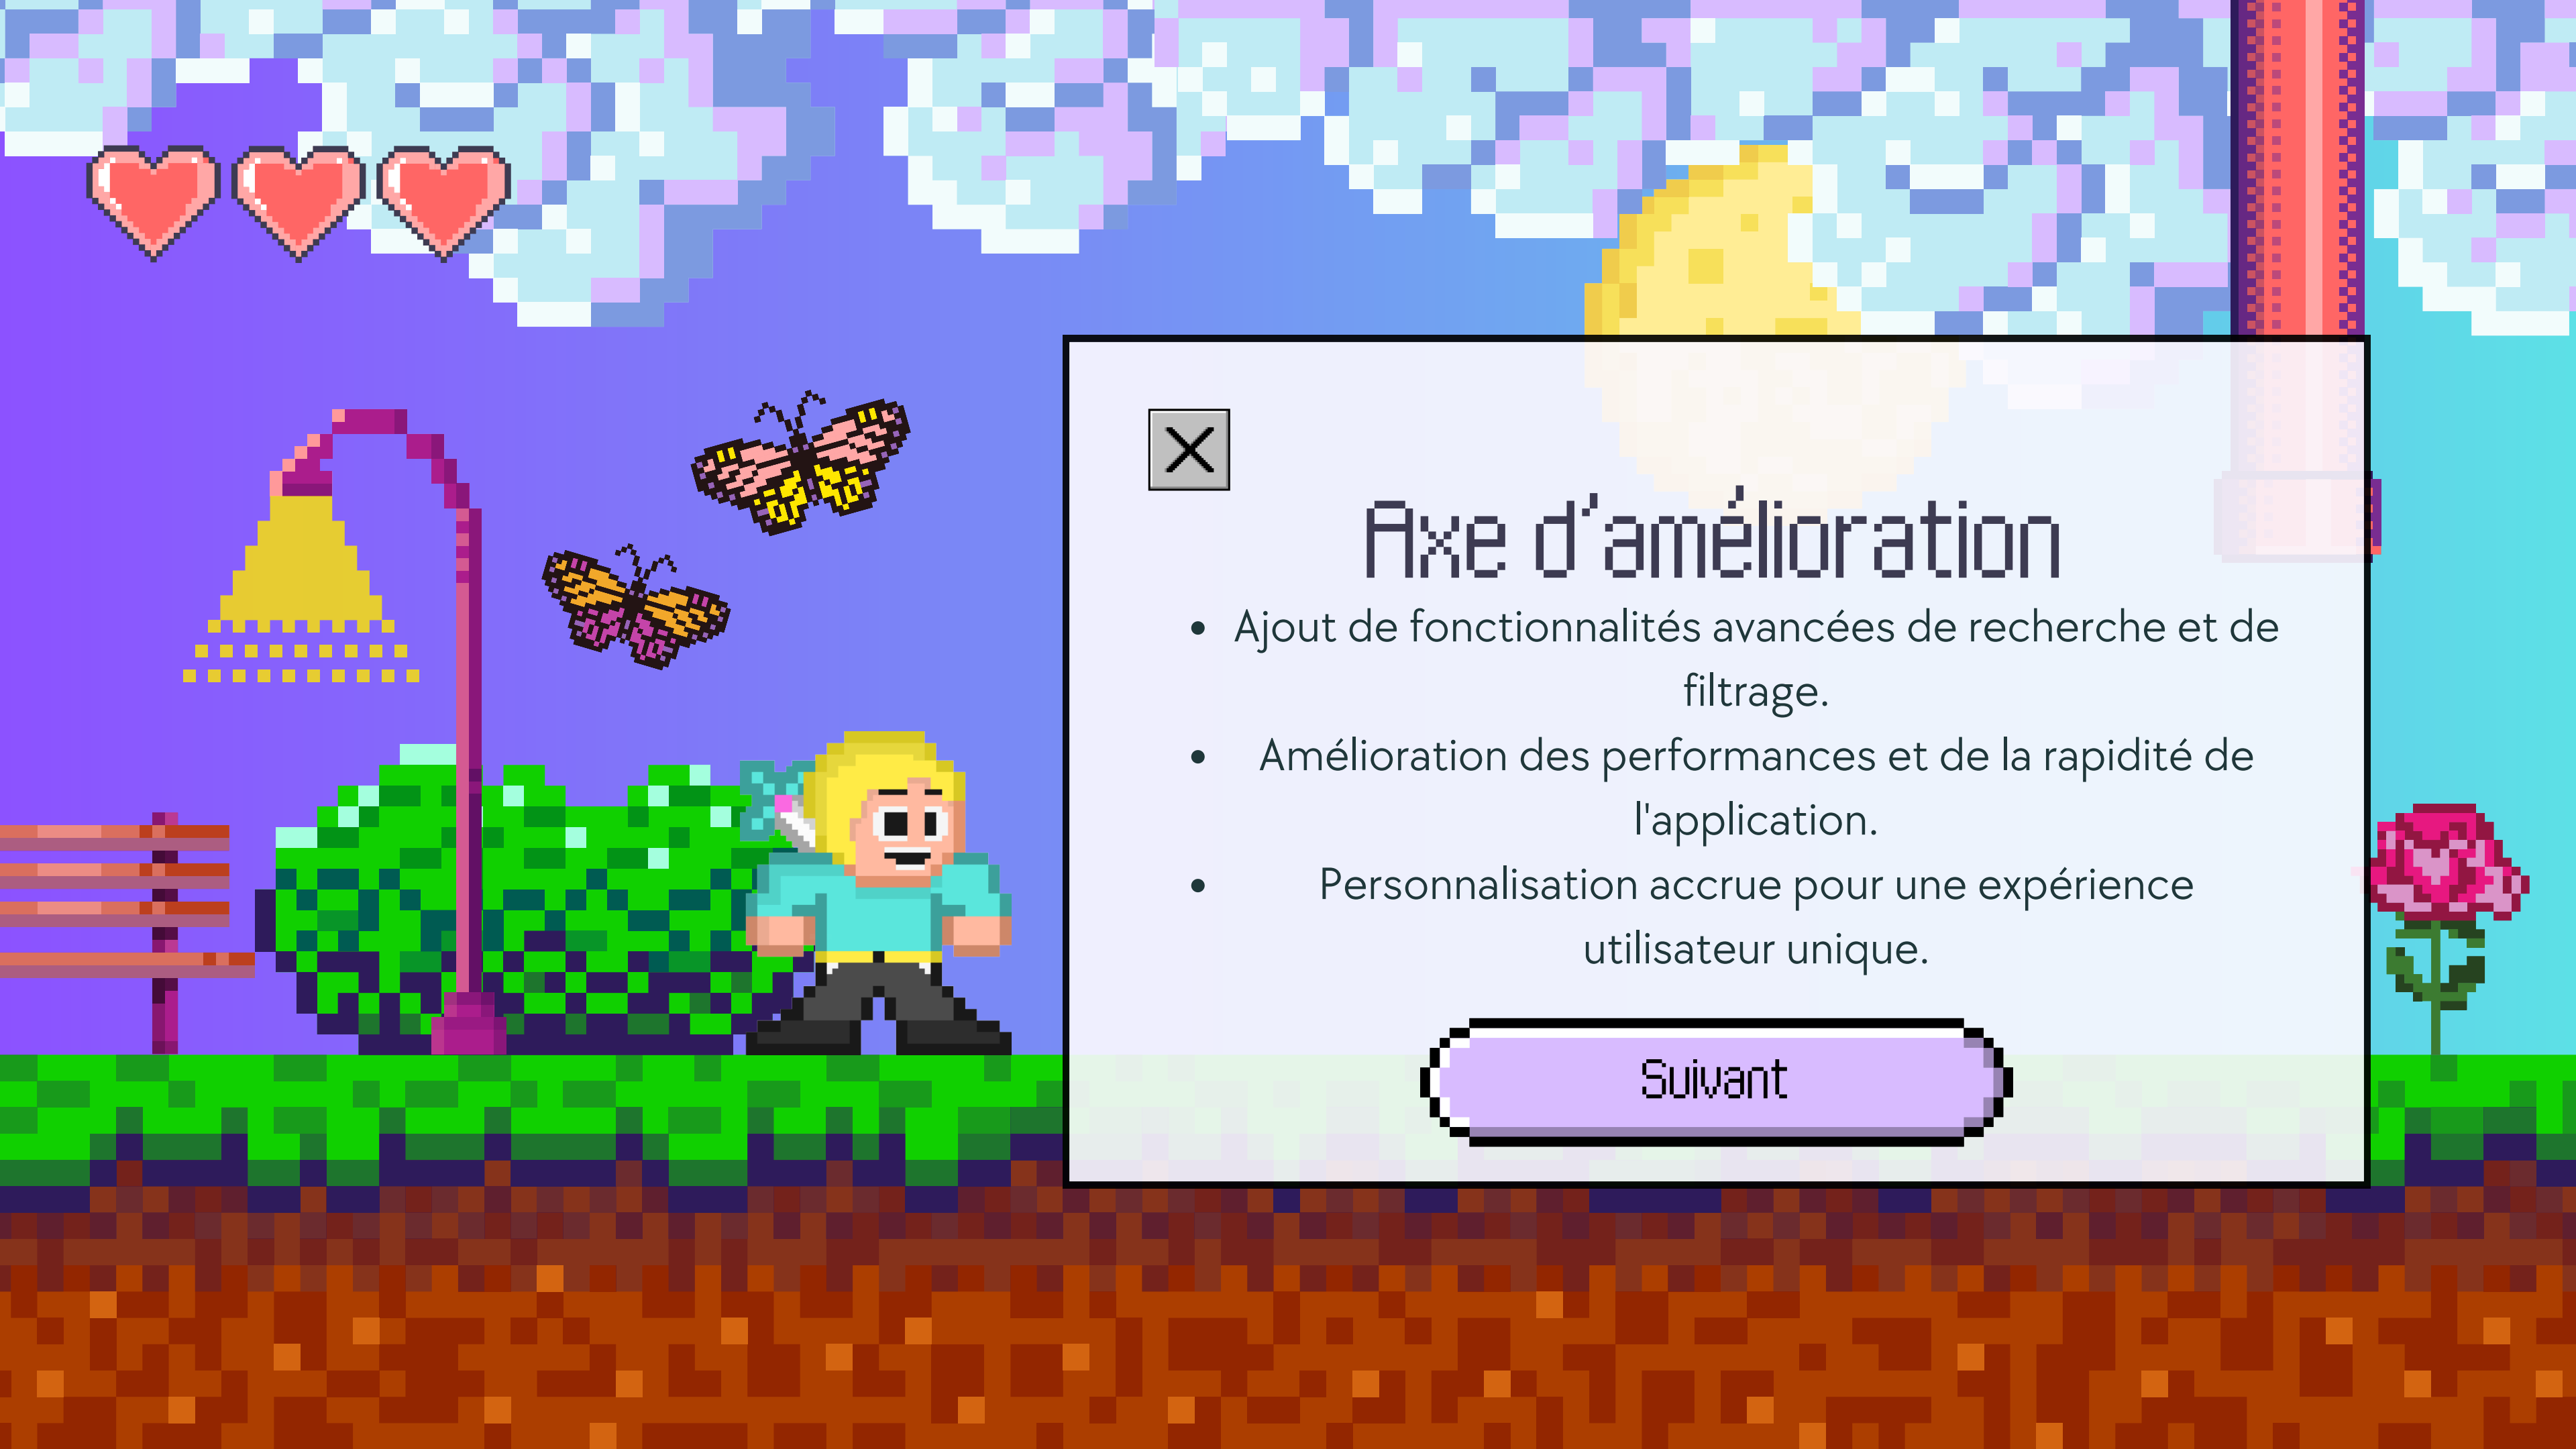 Axe d'amélioration
• Ajout de fonctionnalités avancées de recherche et de
filtrage.
• Amélioration des performances et de la rapidité de
l'application.
• Personnalisation accrue pour une expérience
utilisateur unique.
Suivant